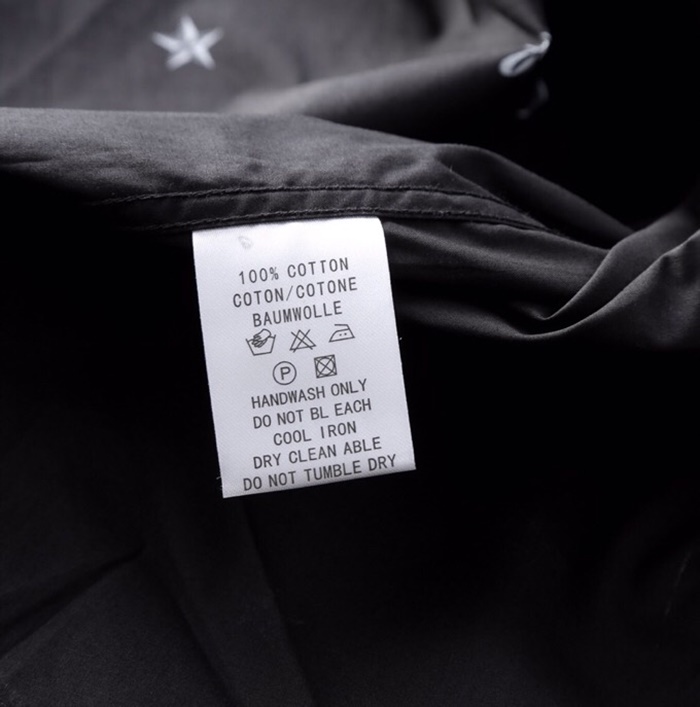 100% COTTON
COTON/COTONE
BAUMWOLLE
P
HANDWASH ONLY
DO NOT BL EACH
COOL IRON
DRY CLEAN ABLE
DO NOT TUMBLE DRY